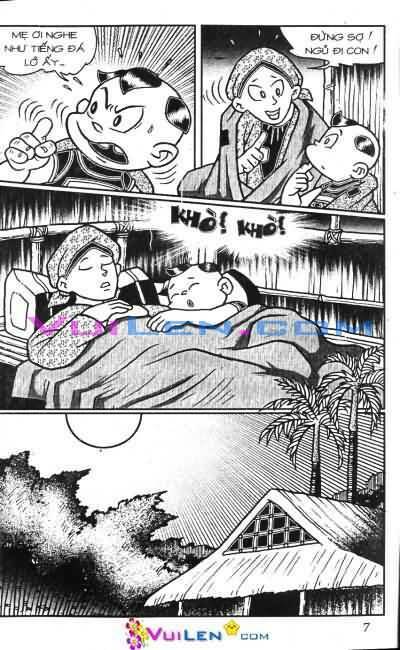 MẸ ƠI NGHE
NHƯ TIẾNG ĐÁ
LỞ ẤY...
ĐỪNG SỢ!
NGỦ ĐI CON!
KHÒ! KHÒ!
VUILEN.COM
7
VUILEN.COM